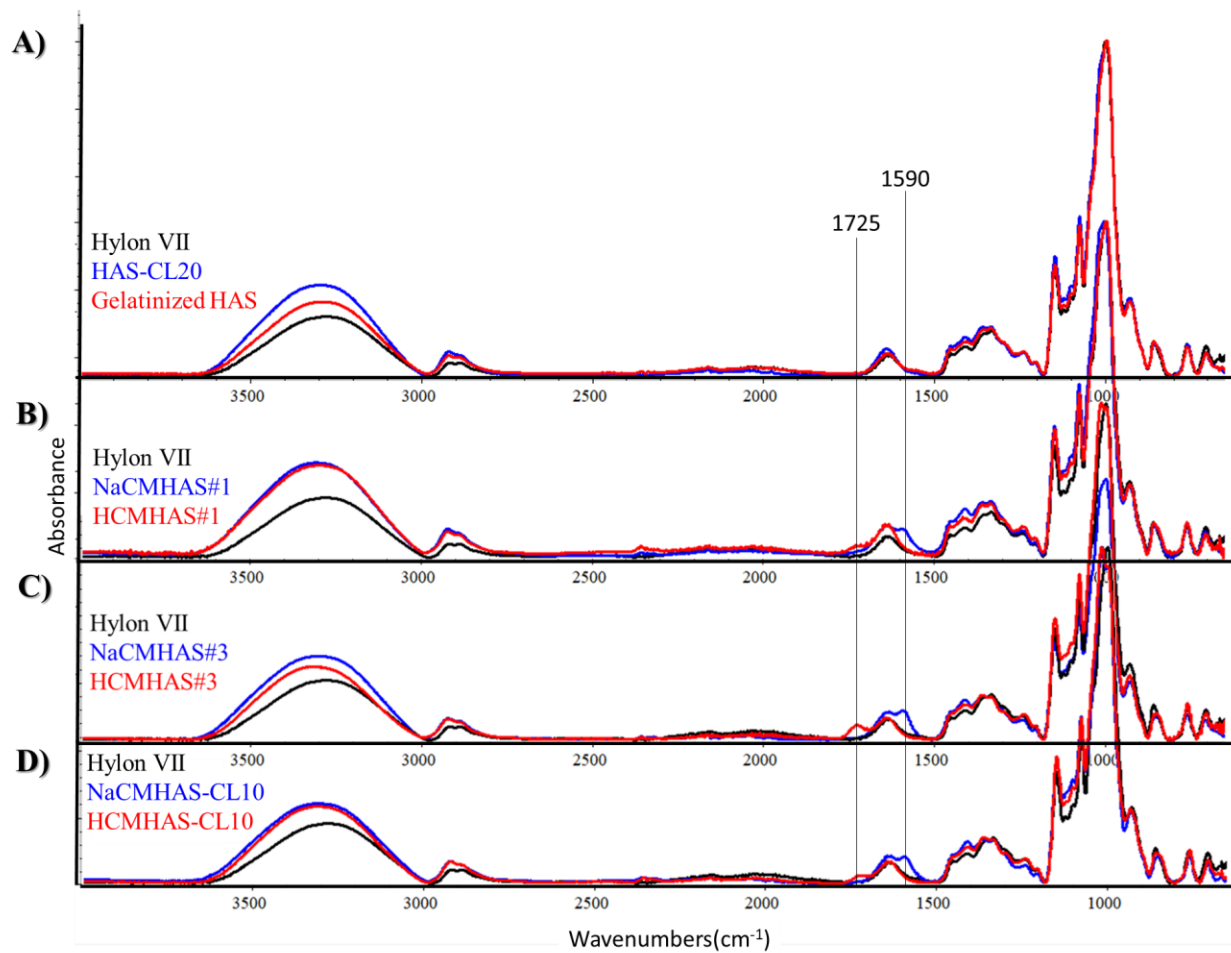 A)
1590
1725
Hylon VII
HAS-CL20
Gelatinized HAS
3500 3000 2500 2000 1500 1000
B)
Hylon VII
NaCMHAS#1
HCMHAS#1
Absorbance
3500 3000 2500 2000 1500
C)
Hylon VII
NaCMHAS#3
HCMHAS#3
3500 3000 2500 2000 1500 1000
D)
Hylon VII
NaCMHAS-CL10
HCMHAS-CL10
3500 3000 2500 2000 1500 1000
Wavenumbers(cm⁻¹)